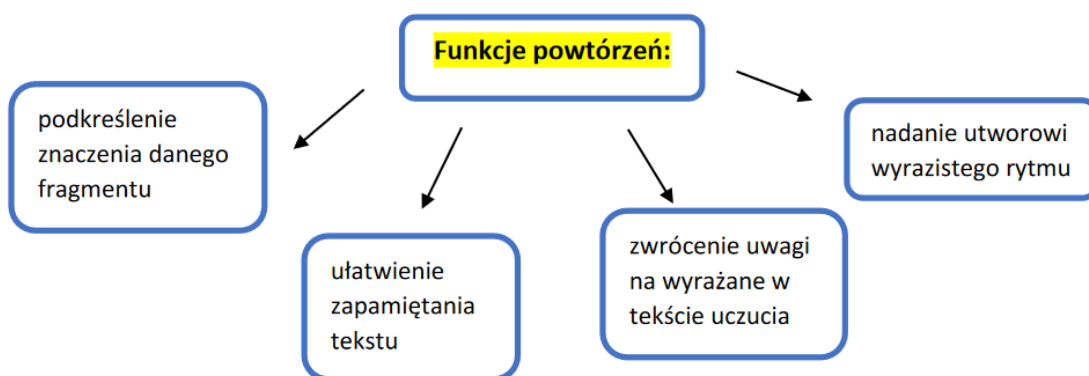 Funkcje powtórzeń:
podkreślenie
znaczenia danego
fragmentu
ułatwienie
zapamiętania
tekstu
zwrócenie uwagi
na wyrażane w
tekście uczucia
nadanie utworowi
wyrazistego rytmu